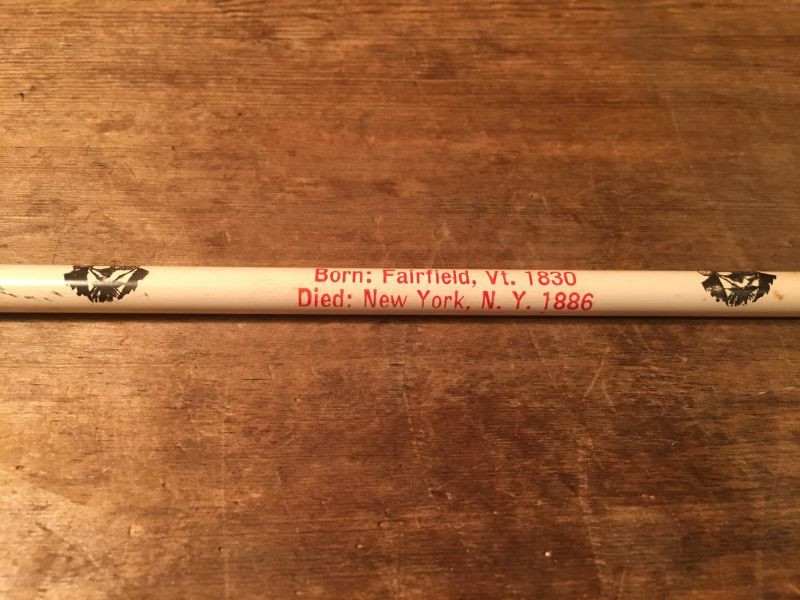 Born: Fairfield, Vt. 1830
Died: New York, N. Y. 1886